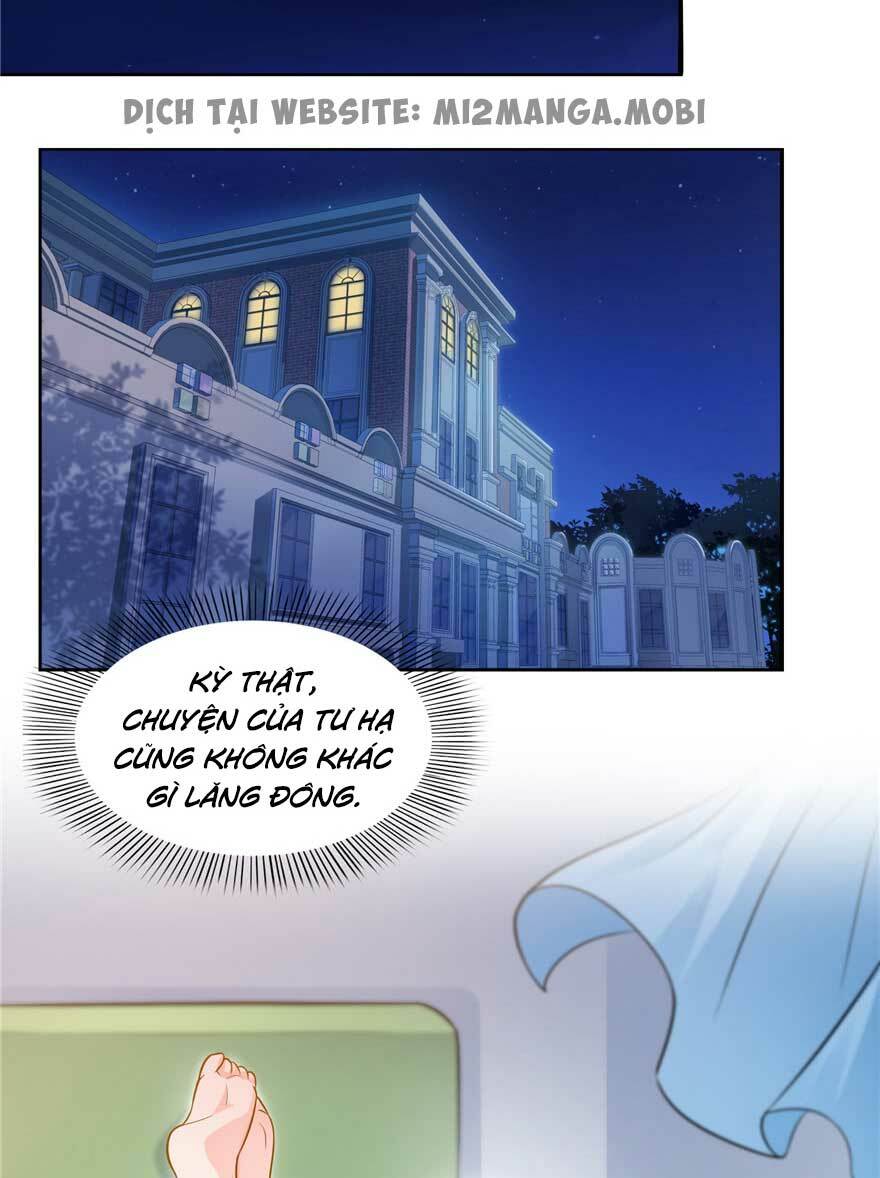 DỊCH TẠI WEBSITE: MI2MANGA.MOBI
KỲ THẬT,
CHUYỆN CỦA TƯ HẠ
CŨNG KHÔNG KHÁC
GÌ LĂNG ĐÔNG.